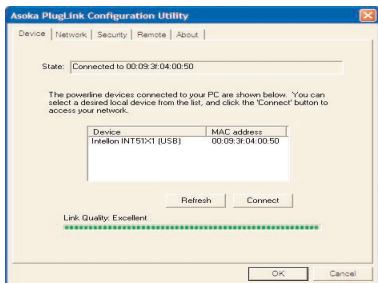 Asoka PlugLink Configuration Utility
Device Network Security Remote About
State: Connected to 00:09:3f:04:00:50
The powerline devices connected to your PC are shown below. You can
select a desired local device from the list, and click the 'Connect' button to
access your network.
Device MAC address
Intellon INT51X1 (USB) 00:09:3f:04:00:50
Refresh Connect
Link Quality: Excellent
OK Cancel